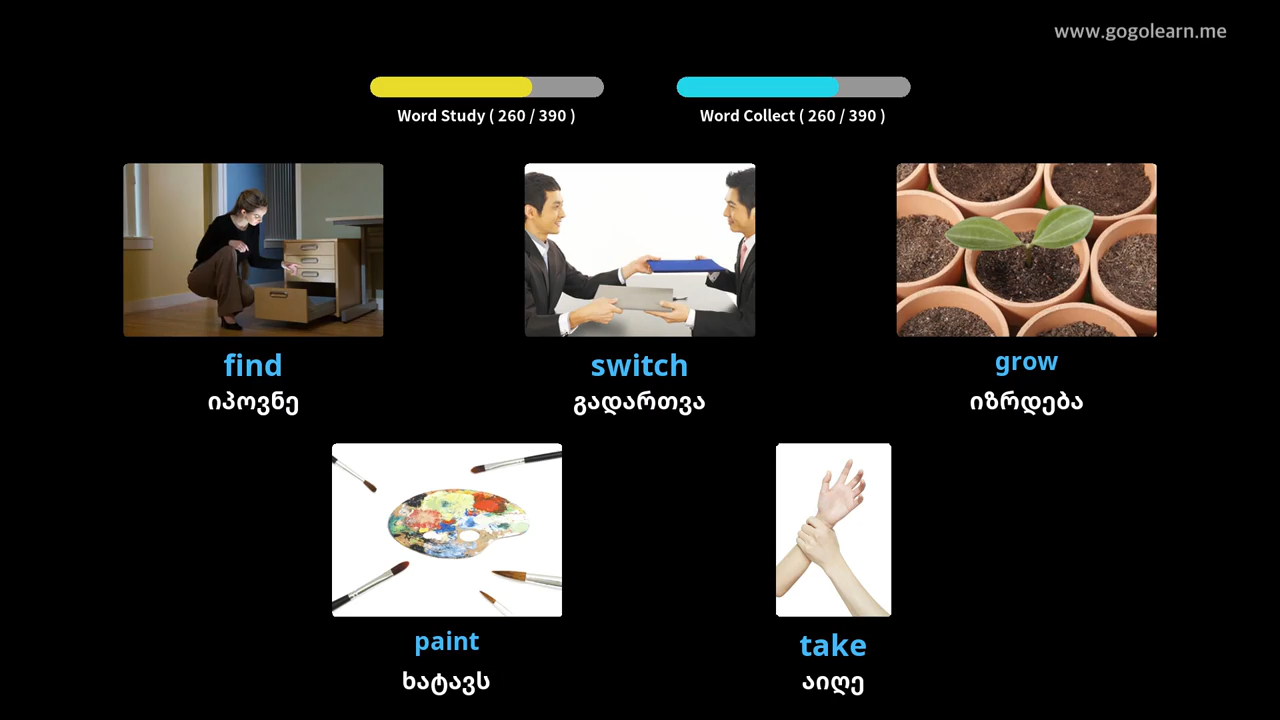 www.gogolearn.me
Word Study ( 260 / 390 )
Word Collect ( 260 / 390 )
find
switch
grow
იპოვნე
გადართვა
იზრდება
paint
take
ხატავს
აიღე